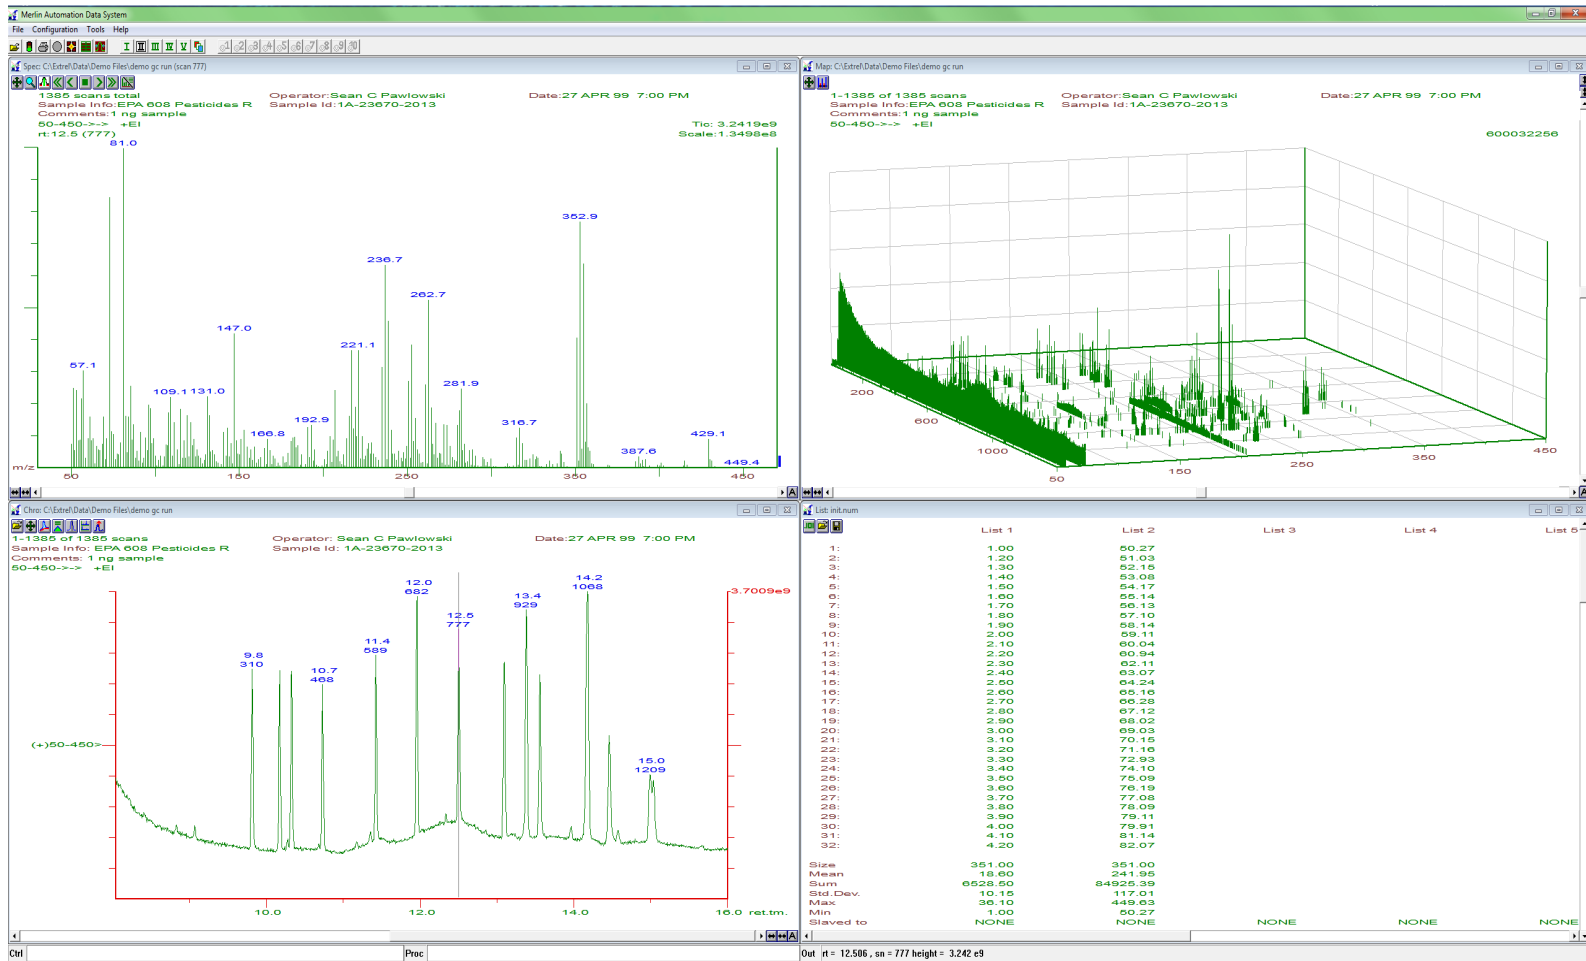 Merlin Automation Data System
File Configuration Tools Help
I II III IV V 1 2 3 4 5 6 7 8 9 10
Spec: C:\Extrel\Data\Demo Files\demo gc run (scan 777)
1385 scans total Operator:Sean C Pawlowski Date:27 APR 99 7:00 PM
Sample Info:EPA 608 Pesticides R Sample Id:1A-23670-2013
Comments:1 ng sample
50-450->-> +EI Tic: 3.2419e9
rt:12.5 (777) Scale:1.3498e8
81.0
352.9
236.7
262.7
147.0
221.1
57.1
109.1 131.0
281.9
192.9
316.7
166.8
429.1
387.6
449.4
m/z 50 150 250 350 450
A
Map: C:\Extrel\Data\Demo Files\demo gc run
1-1385 of 1385 scans Operator:Sean C Pawlowski Date:27 APR 99 7:00 PM
Sample Info:EPA 608 Pesticides R Sample Id:1A-23670-2013
Comments:1 ng sample
50-450->-> +EI
600032256
200
600
1000
50 150 250 350 450
A
Chro: C:\Extrel\Data\Demo Files\demo gc run
1-1385 of 1385 scans Operator: Sean C Pawlowski Date:27 APR 99 7:00 PM
Sample Info: EPA 608 Pesticides R Sample Id: 1A-23670-2013
Comments: 1 ng sample
50-450->-> +EI
14.2
1068
3.7009e9
12.0
682
13.4
929
12.5
777
11.4
589
9.8
310
10.7
468
(+)50-450>
15.0
1209
10.0 12.0 14.0 16.0 ret.tm.
A
List: init.num
List 1 List 2 List 3 List 4 List 5
1: 1.00 50.27
2: 1.20 51.03
3: 1.30 52.15
4: 1.40 53.08
5: 1.50 54.17
6: 1.60 55.14
7: 1.70 56.13
8: 1.80 57.10
9: 1.90 58.14
10: 2.00 59.11
11: 2.10 60.04
12: 2.20 60.94
13: 2.30 62.11
14: 2.40 63.07
15: 2.50 64.24
16: 2.60 65.16
17: 2.70 66.28
18: 2.80 67.12
19: 2.90 68.02
20: 3.00 69.03
21: 3.10 70.15
22: 3.20 71.16
23: 3.30 72.93
24: 3.40 74.10
25: 3.50 75.09
26: 3.60 76.19
27: 3.70 77.08
28: 3.80 78.09
29: 3.90 79.11
30: 4.00 79.91
31: 4.10 81.14
32: 4.20 82.07
Size 351.00 351.00
Mean 18.60 241.95
Sum 6528.50 84925.39
Std.Dev. 10.15 117.01
Max 36.10 449.63
Min 1.00 50.27
Slaved to NONE NONE NONE NONE NONE
Ctrl Proc Out rt = 12.506 , sn = 777 height = 3.242 e9